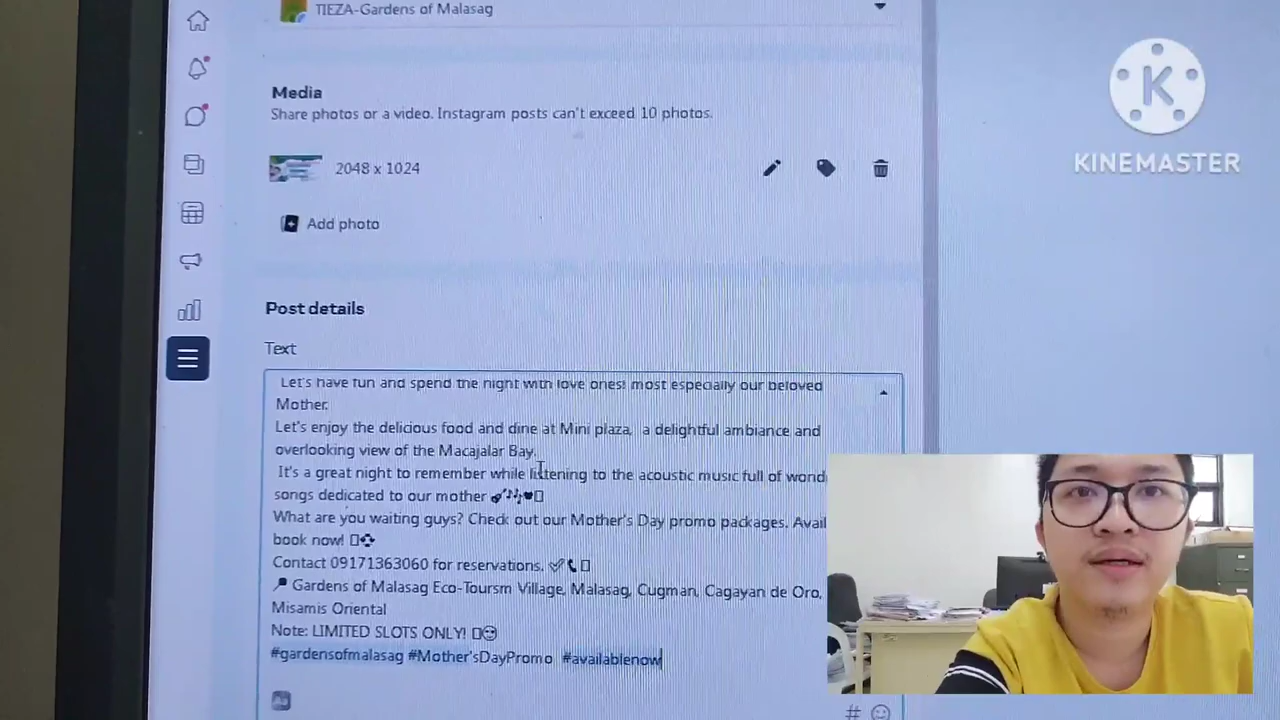 TIEZA-Gardens of Malasag
Media
Share photos or a video. Instagram posts can't exceed 10 photos.
2048 x 1024
Add photo
Post details
Text
Let's have fun and spend the night with love ones! most especially our beloved
Mother.
Let's enjoy the delicious food and dine at Mini plaza, a delightful ambiance and
overlooking view of the Macajalar Bay.
It's a great night to remember while listening to the acoustic music full of wond
songs dedicated to our mother
What are you waiting guys? Check out our Mother's Day promo packages. Avail
book now!
Contact 09171363060 for reservations.
Gardens of Malasag Eco-Toursm Village, Malasag, Cugman, Cagayan de Oro,
Misamis Oriental
Note: LIMITED SLOTS ONLY!
#gardensofmalasag #Mother'sDayPromo #availablenow
#
K
KINEMASTER